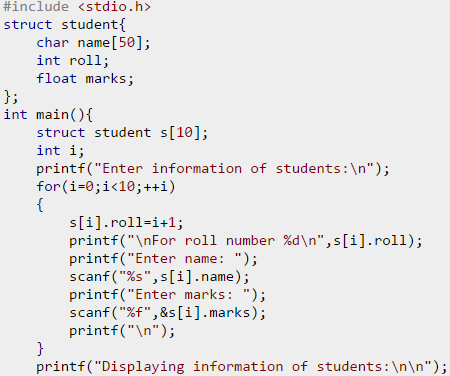 #include <stdio.h>
struct student{
    char name[50];
    int roll;
    float marks;
};
int main(){
    struct student s[10];
    int i;
    printf("Enter information of students:\n");
    for(i=0;i<10;++i)
    {
        s[i].roll=i+1;
        printf("\nFor roll number %d\n",s[i].roll);
        printf("Enter name: ");
        scanf("%s",s[i].name);
        printf("Enter marks: ");
        scanf("%f",&s[i].marks);
        printf("\n");
    }
    printf("Displaying information of students:\n\n");